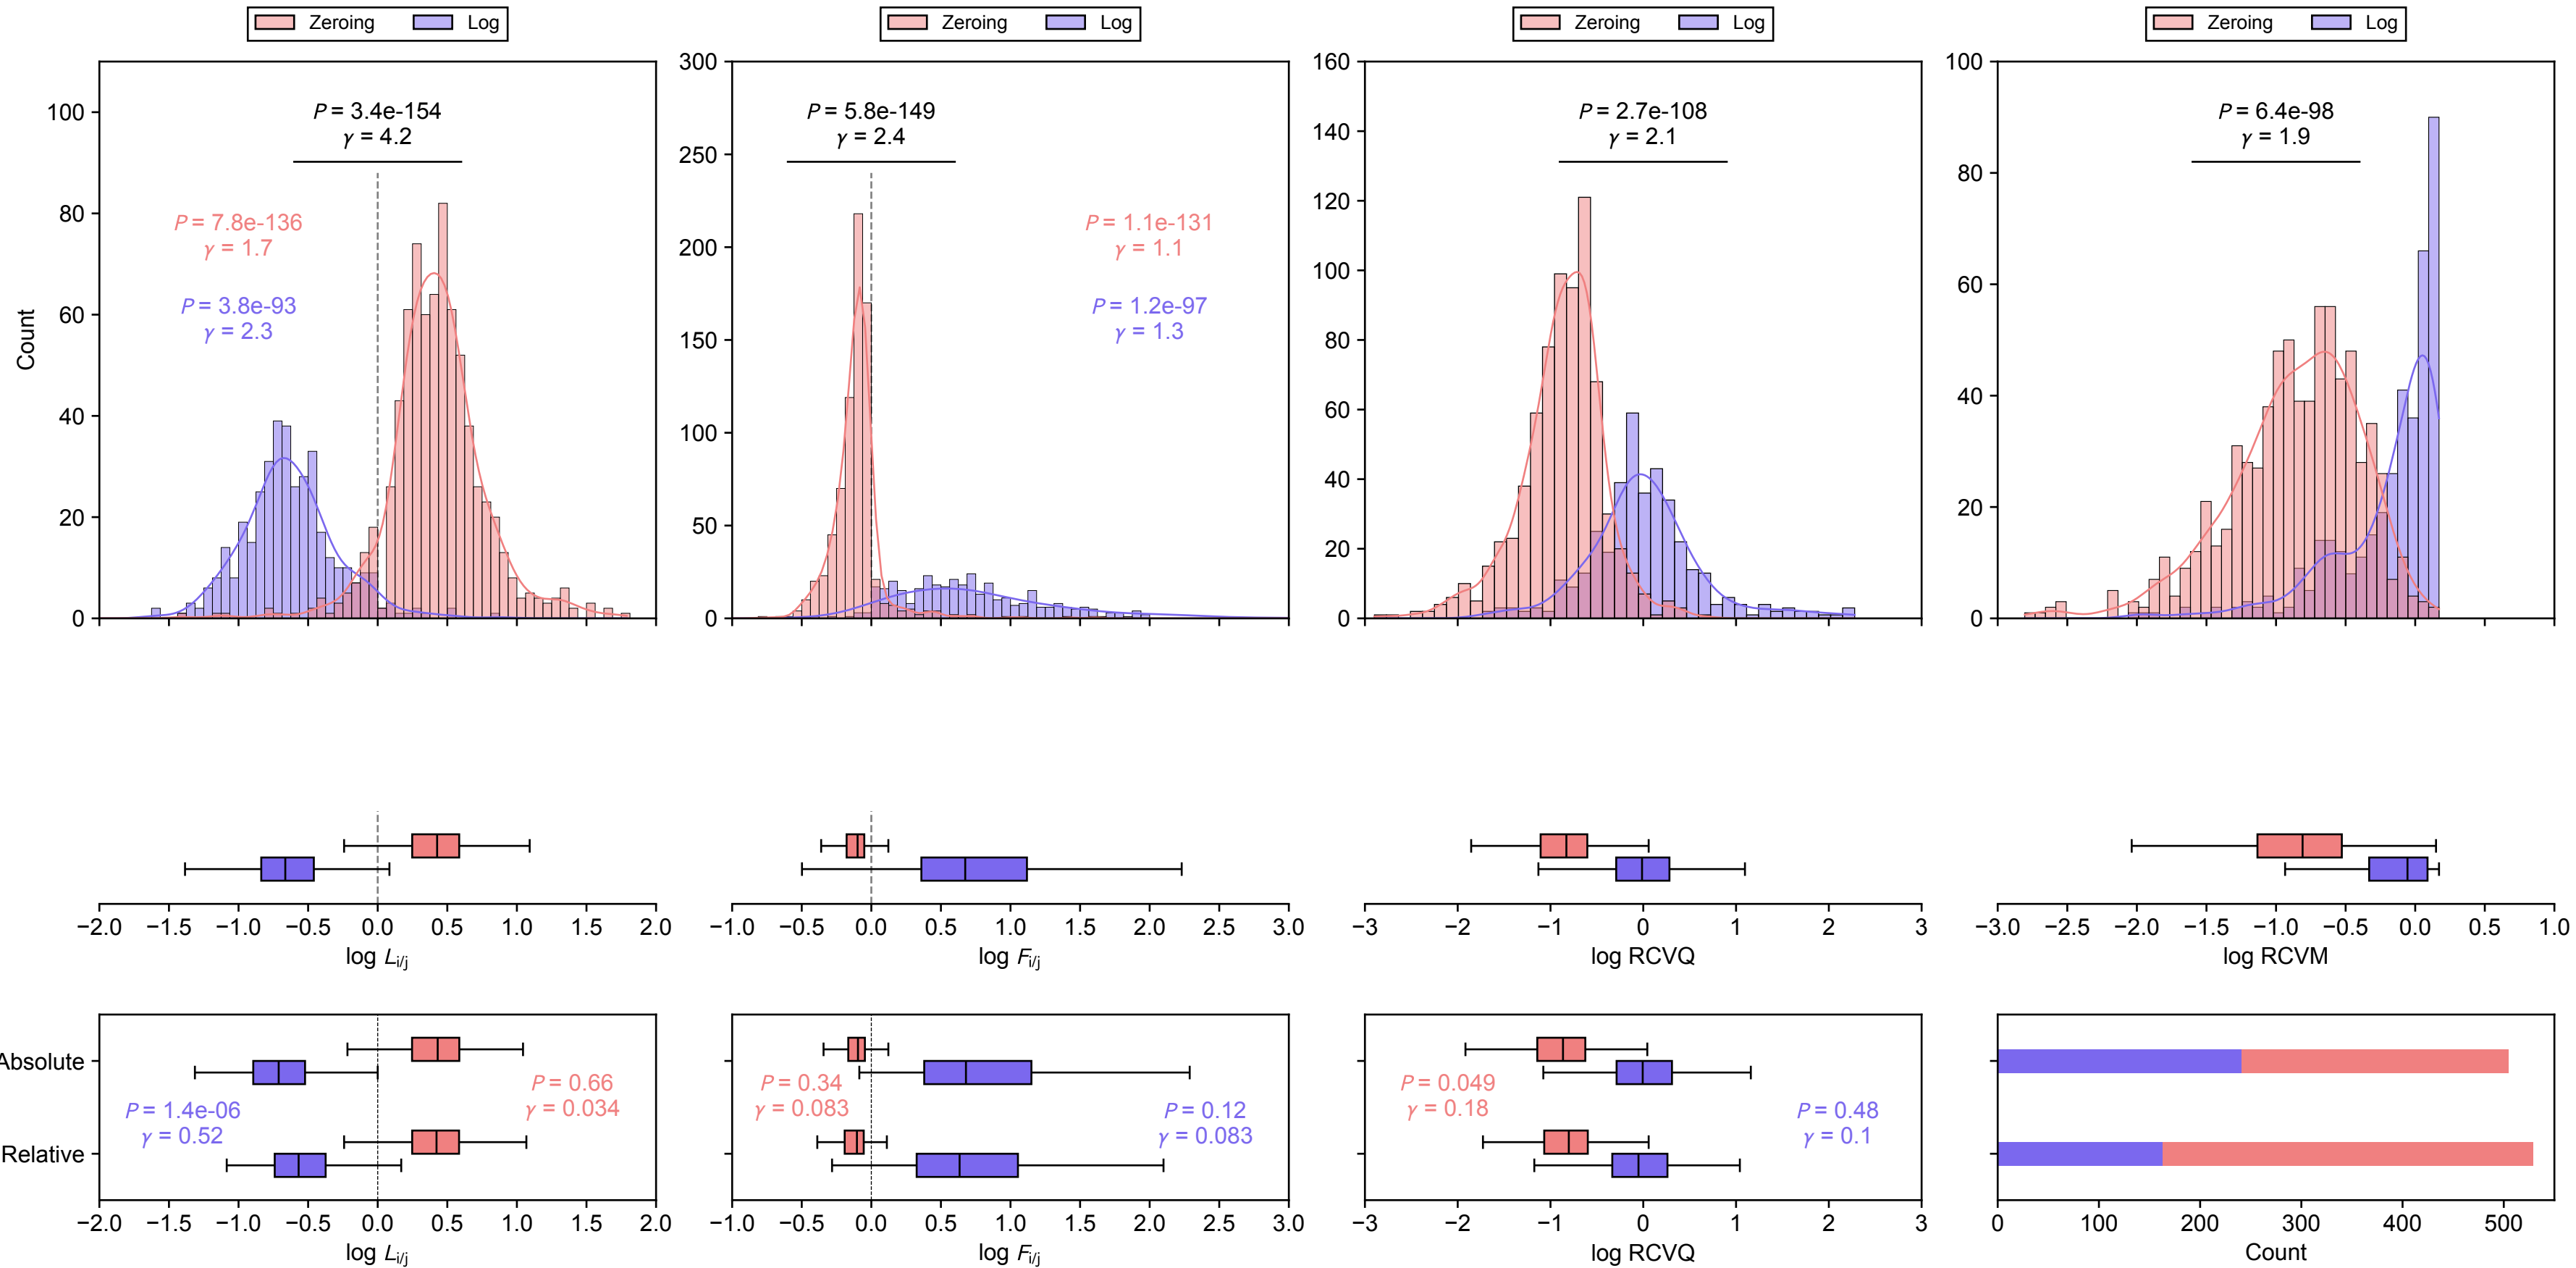 Zeroing Log
Zeroing Log
Zeroing Log
Zeroing Log
Count
100
80
60
40
20
0
P = 3.4e-154
γ = 4.2
P = 7.8e-136
γ = 1.7
P = 3.8e-93
γ = 2.3
300
250
200
150
100
50
0
P = 5.8e-149
γ = 2.4
P = 1.1e-131
γ = 1.1
P = 1.2e-97
γ = 1.3
160
140
120
100
80
60
40
20
0
P = 2.7e-108
γ = 2.1
100
80
60
40
20
0
P = 6.4e-98
γ = 1.9
−2.0 −1.5 −1.0 −0.5 0.0 0.5 1.0 1.5 2.0
log Li/j
−1.0 −0.5 0.0 0.5 1.0 1.5 2.0 2.5 3.0
log Fi/j
−3 −2 −1 0 1 2 3
log RCVQ
−3.0 −2.5 −2.0 −1.5 −1.0 −0.5 0.0 0.5 1.0
log RCVM
Absolute
Relative
P = 1.4e-06
γ = 0.52
P = 0.66
γ = 0.034
−2.0 −1.5 −1.0 −0.5 0.0 0.5 1.0 1.5 2.0
log Li/j
P = 0.34
γ = 0.083
P = 0.12
γ = 0.083
−1.0 −0.5 0.0 0.5 1.0 1.5 2.0 2.5 3.0
log Fi/j
P = 0.049
γ = 0.18
P = 0.48
γ = 0.1
−3 −2 −1 0 1 2 3
log RCVQ
0 100 200 300 400 500
Count